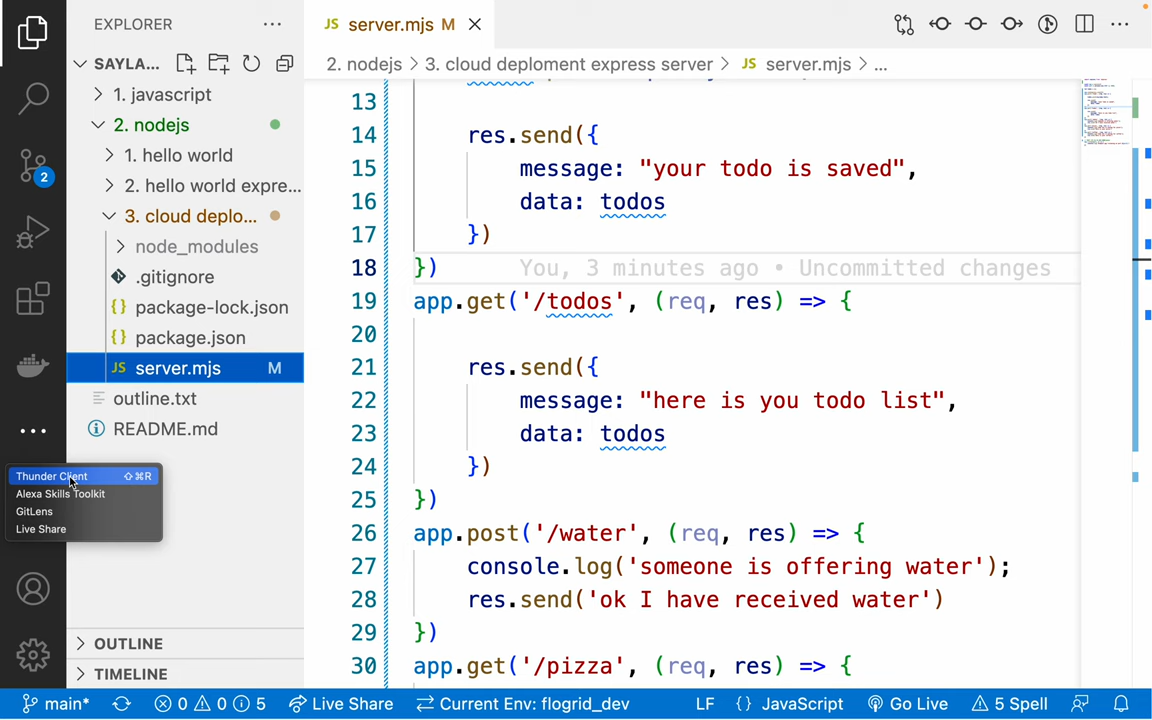 EXPLORER
SAYLA...
1. javascript
2. nodejs
1. hello world
2. hello world expre...
3. cloud deplo...
node_modules
.gitignore
package-lock.json
package.json
JS server.mjs M
outline.txt
README.md
2
Thunder Client ⇧⌘R
Alexa Skills Toolkit
GitLens
Live Share
OUTLINE
TIMELINE
JS server.mjs M
2. nodejs > 3. cloud deploment express server > JS server.mjs > ...
13
14 res.send({
15 message: "your todo is saved",
16 data: todos
17 })
18 }) You, 3 minutes ago • Uncommitted changes
19 app.get('/todos', (req, res) => {
20
21 res.send({
22 message: "here is you todo list",
23 data: todos
24 })
25 })
26 app.post('/water', (req, res) => {
27 console.log('someone is offering water');
28 res.send('ok I have received water')
29 })
30 app.get('/pizza', (req, res) => {
main* 0 0 5 Live Share Current Env: flogrid_dev LF {} JavaScript Go Live 5 Spell